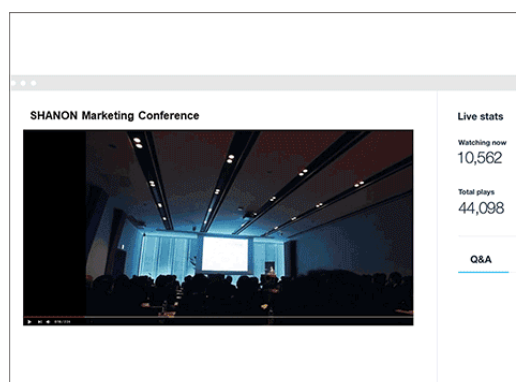 SHANON Marketing Conference
Live stats
Watching now
10,562
Total plays
44,098
Q&A